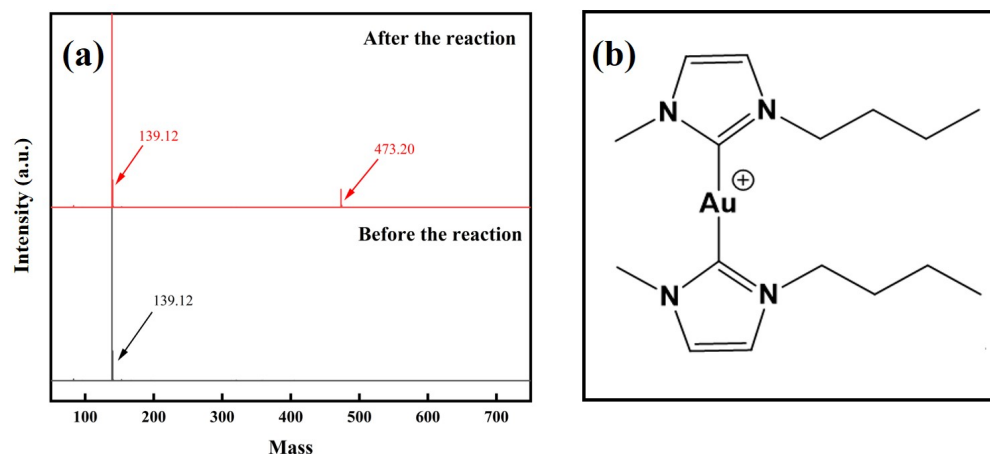 (a)
After the reaction
139.12
473.20
Before the reaction
139.12
Intensity (a.u.)
100 200 300 400 500 600 700
Mass
(b)
N
N
Au
+
N
N